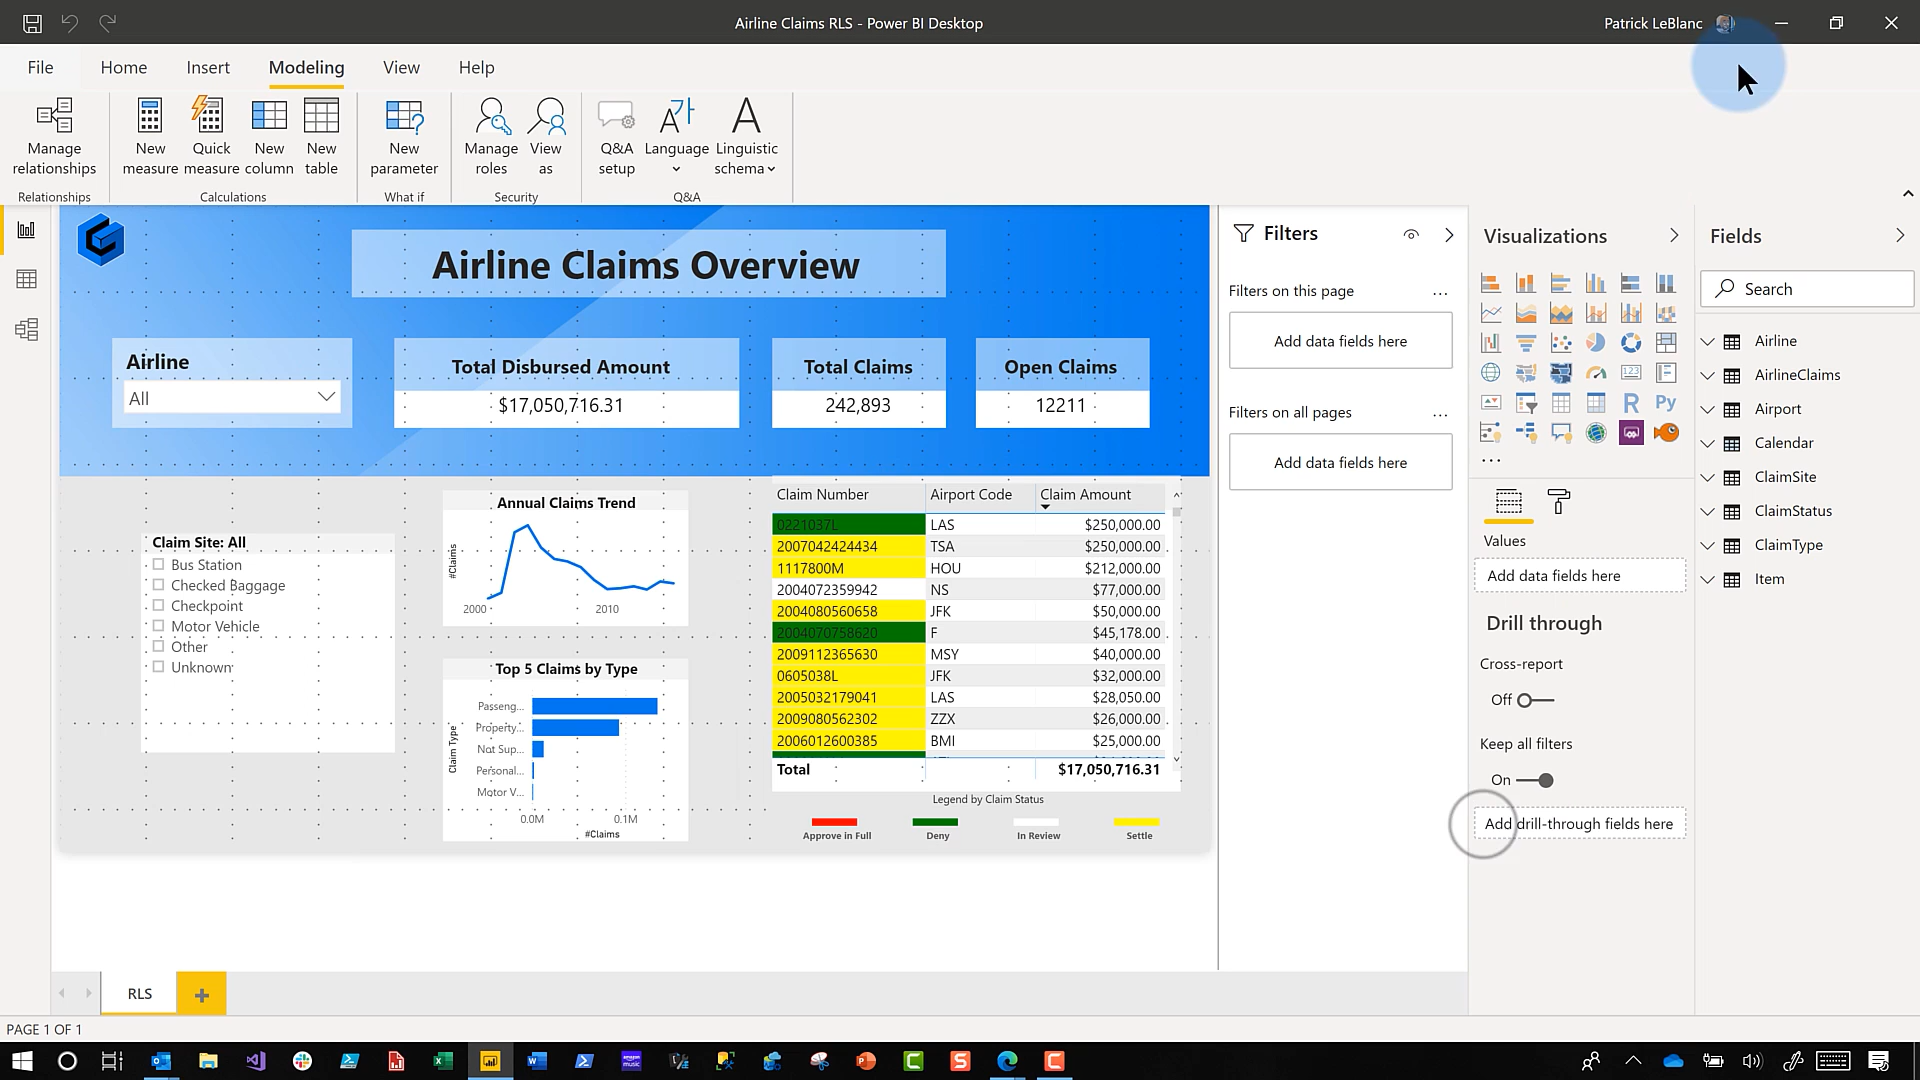 Airline Claims RLS - Power BI Desktop
Patrick LeBlanc
File Home Insert Modeling View Help
Manage relationships
New measure
Quick measure
New column
New table
New parameter
Manage roles
View as
Q&A setup
Language
Linguistic schema
Relationships
Calculations
What if
Security
Q&A
Airline Claims Overview
Airline
All
Total Disbursed Amount
$17,050,716.31
Total Claims
242,893
Open Claims
12211
Claim Site: All
Bus Station
Checked Baggage
Checkpoint
Motor Vehicle
Other
Unknown
Annual Claims Trend
#Claims
2000 2010
Top 5 Claims by Type
Claim Type
Passeng...
Property...
Not Sup...
Personal...
Motor V...
0.0M 0.1M
#Claims
Claim Number Airport Code Claim Amount
0221037L LAS $250,000.00
2007042424434 TSA $250,000.00
1117800M HOU $212,000.00
2004072359942 NS $77,000.00
2004080560658 JFK $50,000.00
2004070758620 F $45,178.00
2009112365630 MSY $40,000.00
0605038L JFK $32,000.00
2005032179041 LAS $28,050.00
2009080562302 ZZX $26,000.00
2006012600385 BMI $25,000.00
Total $17,050,716.31
Legend by Claim Status
Approve in Full Deny In Review Settle
Filters
Filters on this page ...
Add data fields here
Filters on all pages ...
Add data fields here
Visualizations
R Py
...
Values
Add data fields here
Drill through
Cross-report
Off
Keep all filters
On
Add drill-through fields here
Fields
Search
Airline
AirlineClaims
Airport
Calendar
ClaimSite
ClaimStatus
ClaimType
Item
RLS
PAGE 1 OF 1